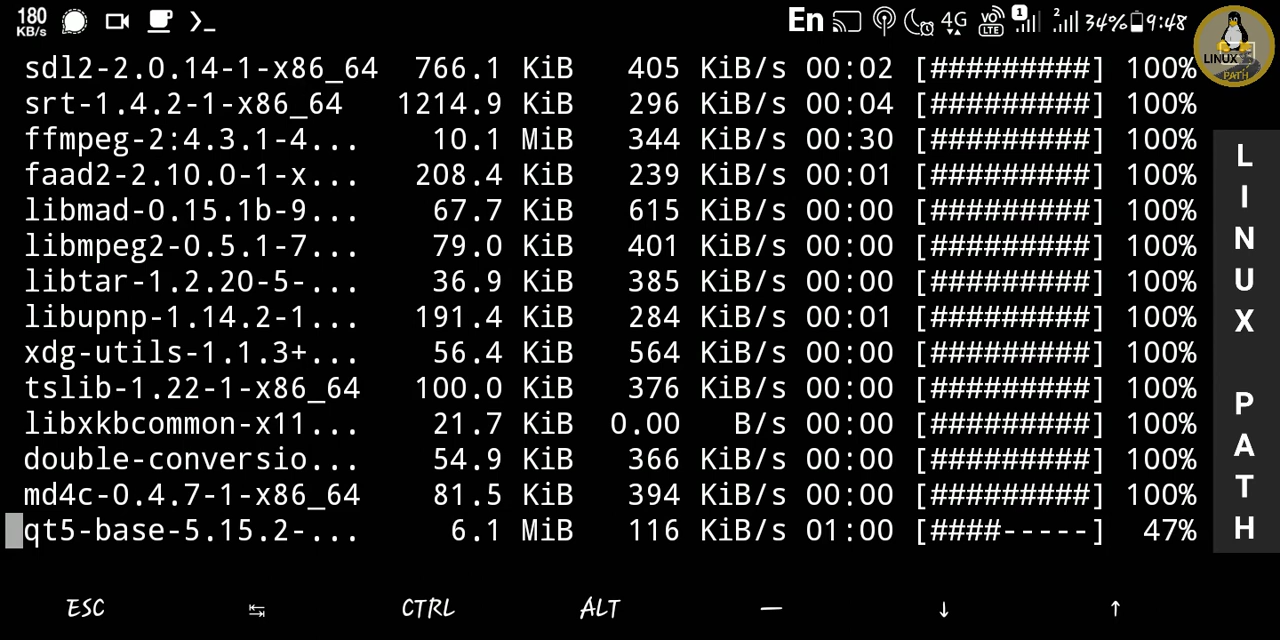 180 KB/s En 4G VO LTE 1 2 34% 9:48
LINUX PATH
sdl2-2.0.14-1-x86_64 766.1 KiB 405 KiB/s 00:02 [#########] 100%
srt-1.4.2-1-x86_64 1214.9 KiB 296 KiB/s 00:04 [#########] 100%
ffmpeg-2:4.3.1-4... 10.1 MiB 344 KiB/s 00:30 [#########] 100%
faad2-2.10.0-1-x... 208.4 KiB 239 KiB/s 00:01 [#########] 100%
libmad-0.15.1b-9... 67.7 KiB 615 KiB/s 00:00 [#########] 100%
libmpeg2-0.5.1-7... 79.0 KiB 401 KiB/s 00:00 [#########] 100%
libtar-1.2.20-5-... 36.9 KiB 385 KiB/s 00:00 [#########] 100%
libupnp-1.14.2-1... 191.4 KiB 284 KiB/s 00:01 [#########] 100%
xdg-utils-1.1.3+... 56.4 KiB 564 KiB/s 00:00 [#########] 100%
tslib-1.22-1-x86_64 100.0 KiB 376 KiB/s 00:00 [#########] 100%
libxkbcommon-x11... 21.7 KiB 0.00 B/s 00:00 [#########] 100%
double-conversio... 54.9 KiB 366 KiB/s 00:00 [#########] 100%
md4c-0.4.7-1-x86_64 81.5 KiB 394 KiB/s 00:00 [#########] 100%
qt5-base-5.15.2-... 6.1 MiB 116 KiB/s 01:00 [####-----] 47%
LINUX PATH
ESC ↹ CTRL ALT — ↓ ↑